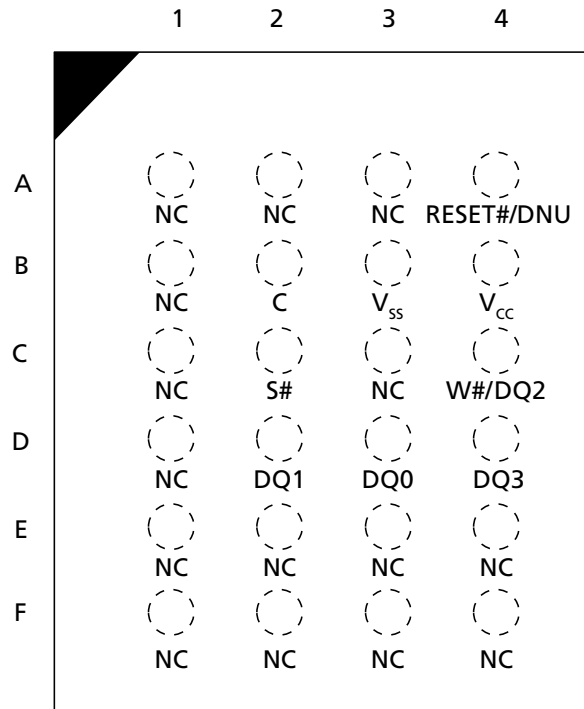 1 2 3 4
A
NC NC NC RESET#/DNU
B
NC C V_SS V_CC
C
NC S# NC W#/DQ2
D
NC DQ1 DQ0 DQ3
E
NC NC NC NC
F
NC NC NC NC